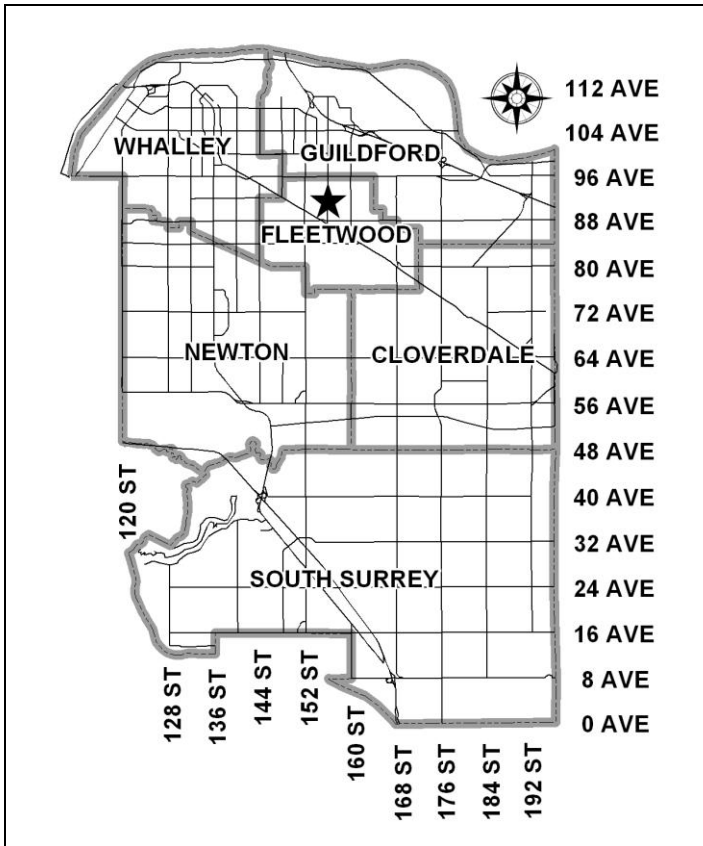 112 AVE
104 AVE
WHALLEY
GUILDFORD
96 AVE
88 AVE
FLEETWOOD
80 AVE
72 AVE
NEWTON
CLOVERDALE
64 AVE
56 AVE
48 AVE
120 ST
40 AVE
32 AVE
SOUTH SURREY
24 AVE
16 AVE
8 AVE
0 AVE
128 ST
136 ST
144 ST
152 ST
160 ST
168 ST
176 ST
184 ST
192 ST